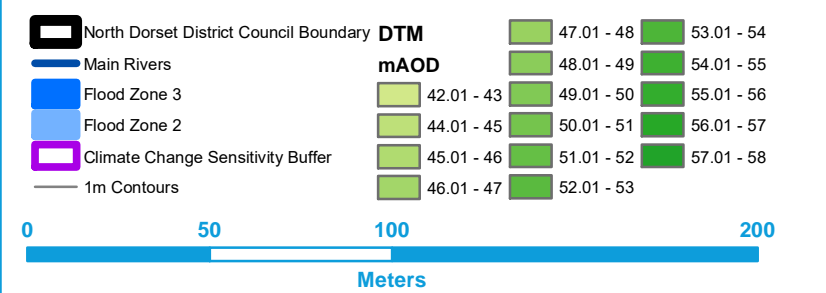 North Dorset District Council Boundary
Main Rivers
Flood Zone 3
Flood Zone 2
Climate Change Sensitivity Buffer
1m Contours
DTM
mAOD
42.01 - 43
44.01 - 45
45.01 - 46
46.01 - 47
47.01 - 48
48.01 - 49
49.01 - 50
50.01 - 51
51.01 - 52
52.01 - 53
53.01 - 54
54.01 - 55
55.01 - 56
56.01 - 57
57.01 - 58
0 50 100 200
Meters